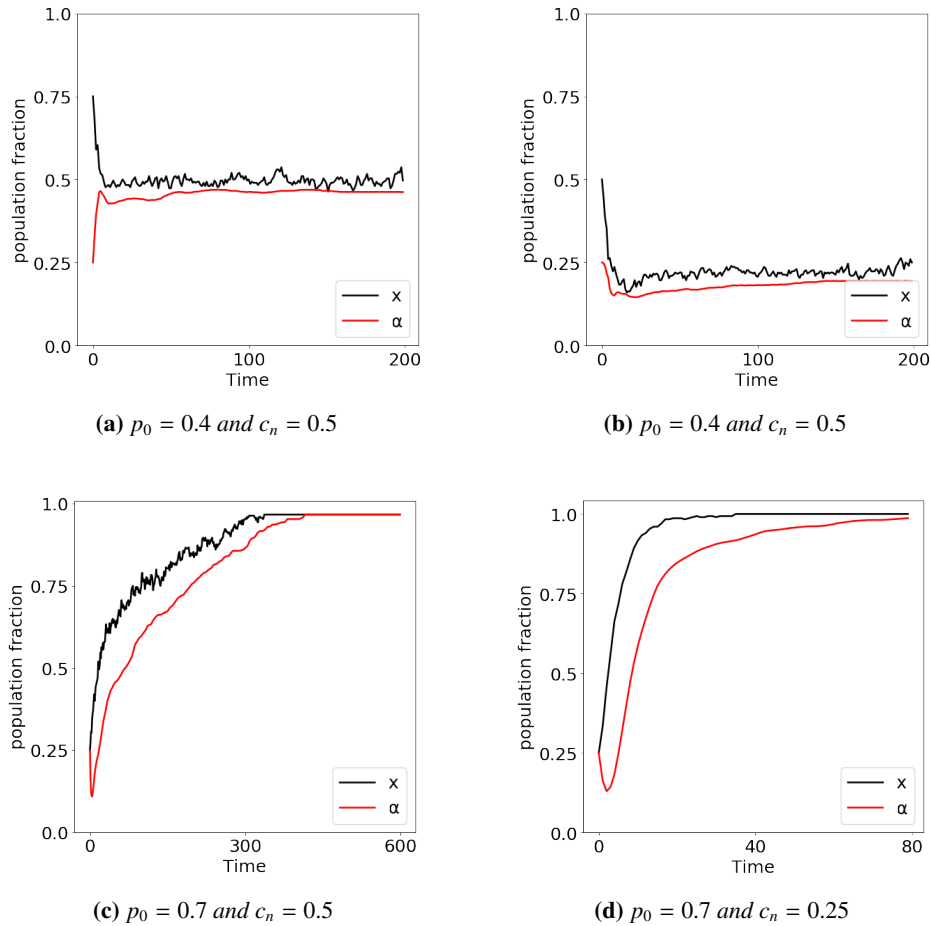 1.0
0.75
0.5
0.25
0.0
population fraction
0 100 200
Time
x
α
(a) p₀ = 0.4 and cₙ = 0.5
1.0
0.75
0.5
0.25
0.0
population fraction
0 100 200
Time
x
α
(b) p₀ = 0.4 and cₙ = 0.5
1.0
0.75
0.5
0.25
0.0
population fraction
0 300 600
Time
x
α
(c) p₀ = 0.7 and cₙ = 0.5
1.0
0.75
0.5
0.25
0.0
population fraction
0 40 80
Time
x
α
(d) p₀ = 0.7 and cₙ = 0.25